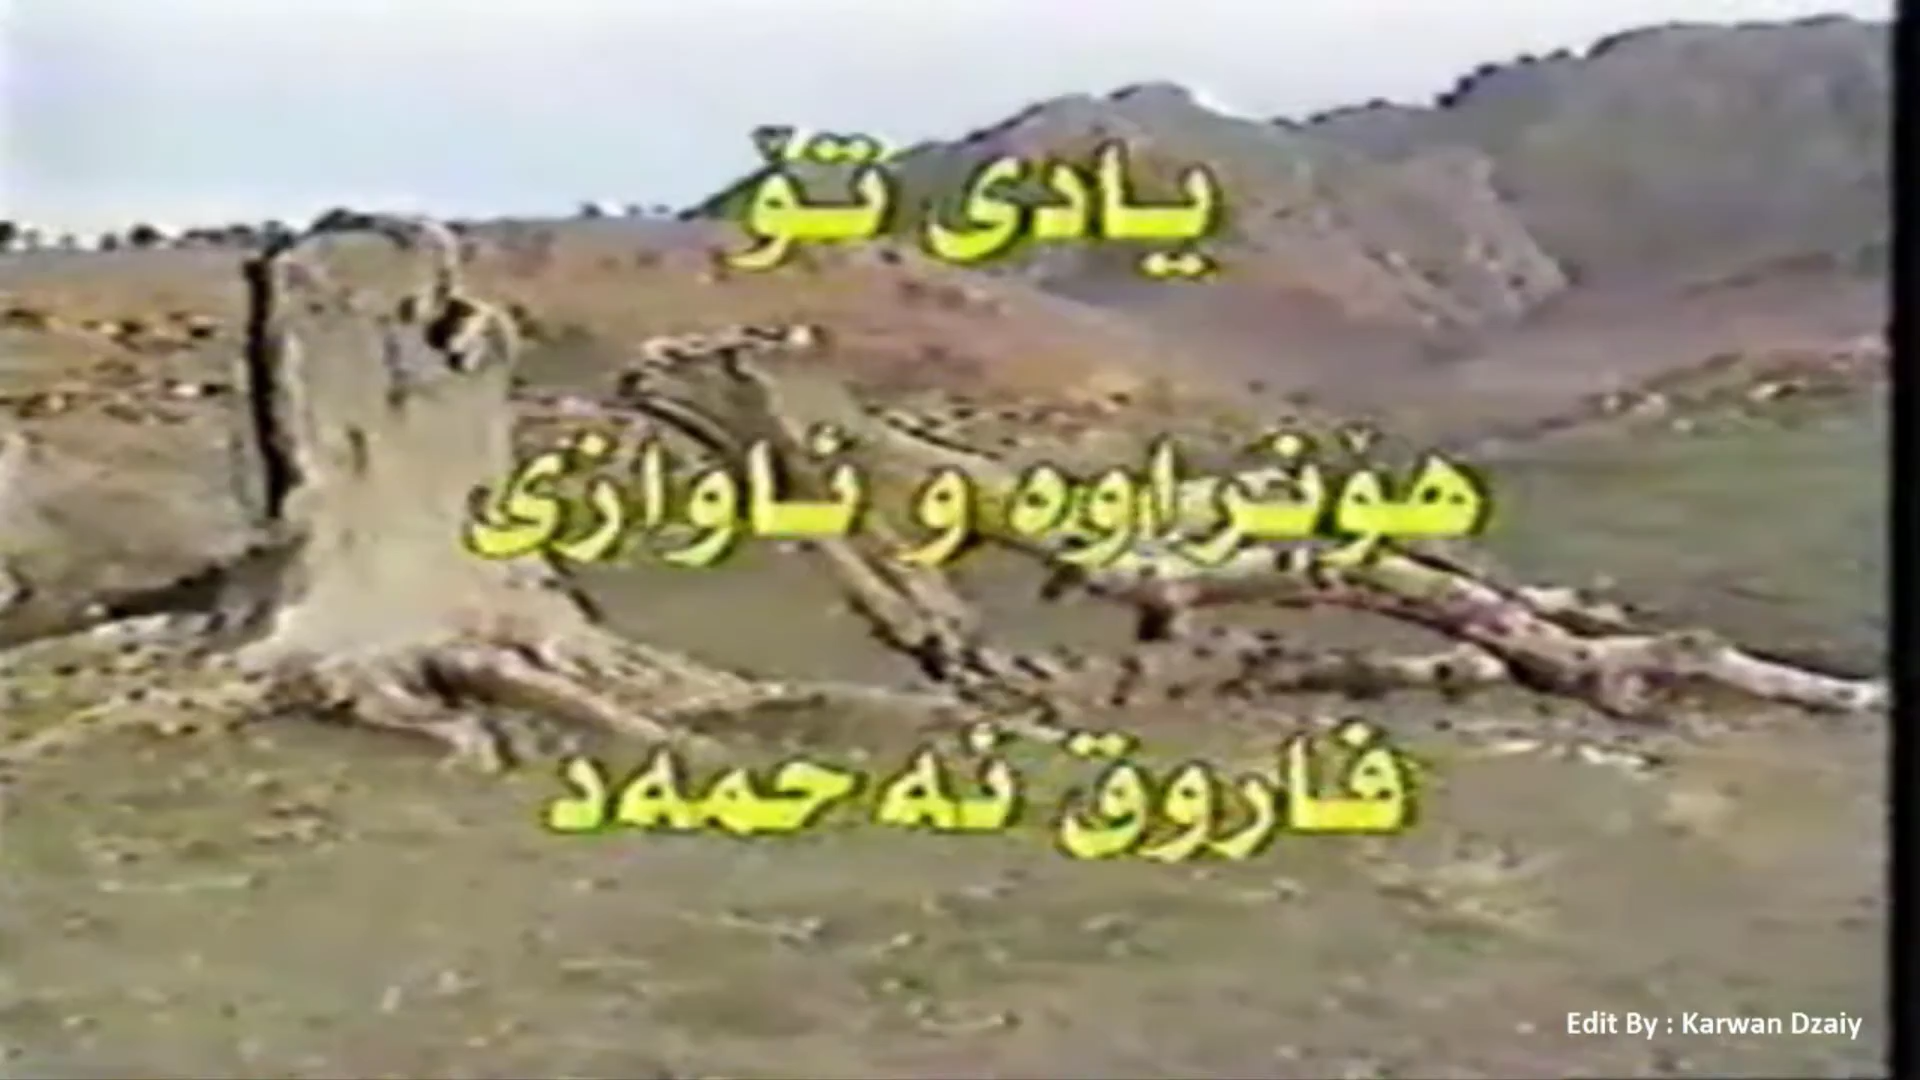 یادی تۆ
هۆنراوە و ئاوازی
فاروق ئەحمەد
Edit By : Karwan Dzaiy